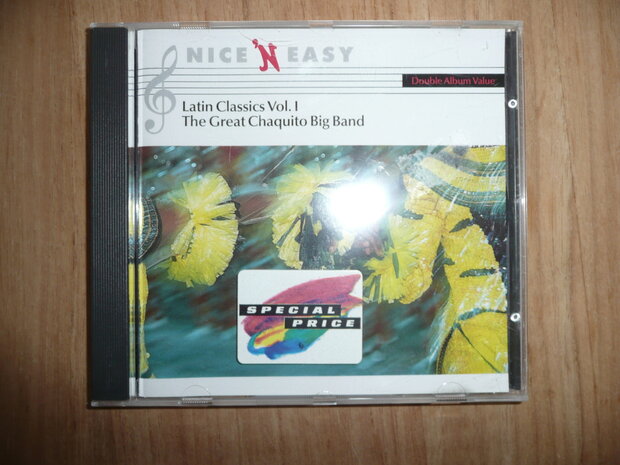 NICE 'N EASY
Double Album Value
Latin Classics Vol. I
The Great Chaquito Big Band
SPECIAL
PRICE